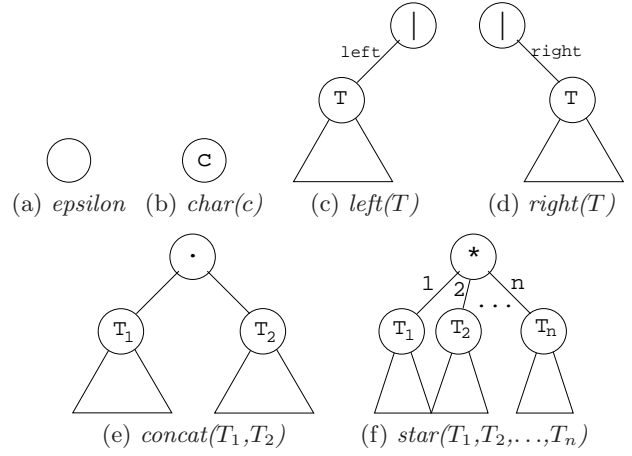 | |
left right
T T
C
(a) epsilon (b) char(c) (c) left(T) (d) right(T)
·  *
1 2 ... n
T1 T2 T1 T2 Tn
(e) concat(T1,T2) (f) star(T1,T2,...,Tn)